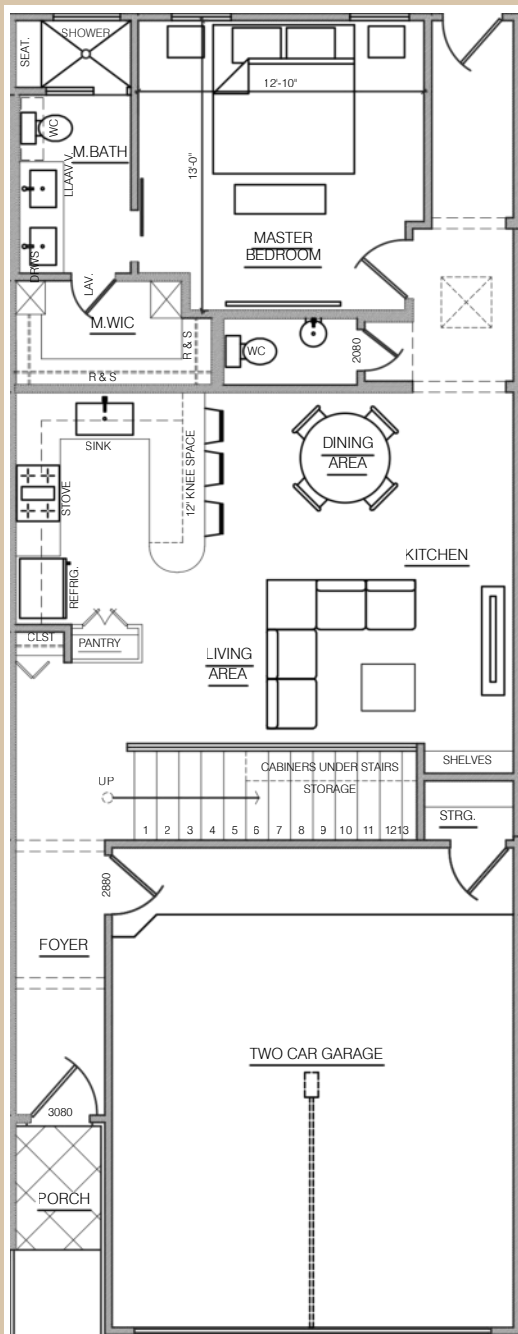 SHOWER
SEAT.
12'-10"
WC
M.BATH
LLAAV.V.
13'-0"
MASTER
BEDROOM
DRWS
LAV.
M.WIC
R & S
R & S
WC
2080
SINK
12" KNEE SPACE
DINING
AREA
STOVE
KITCHEN
REFRIG.
CLST
PANTRY
LIVING
AREA
CABINERS UNDER STAIRS
STORAGE
SHELVES
UP
STRG.
1 2 3 4 5 6 7 8 9 10 11 1213
2880
FOYER
TWO CAR GARAGE
3080
PORCH